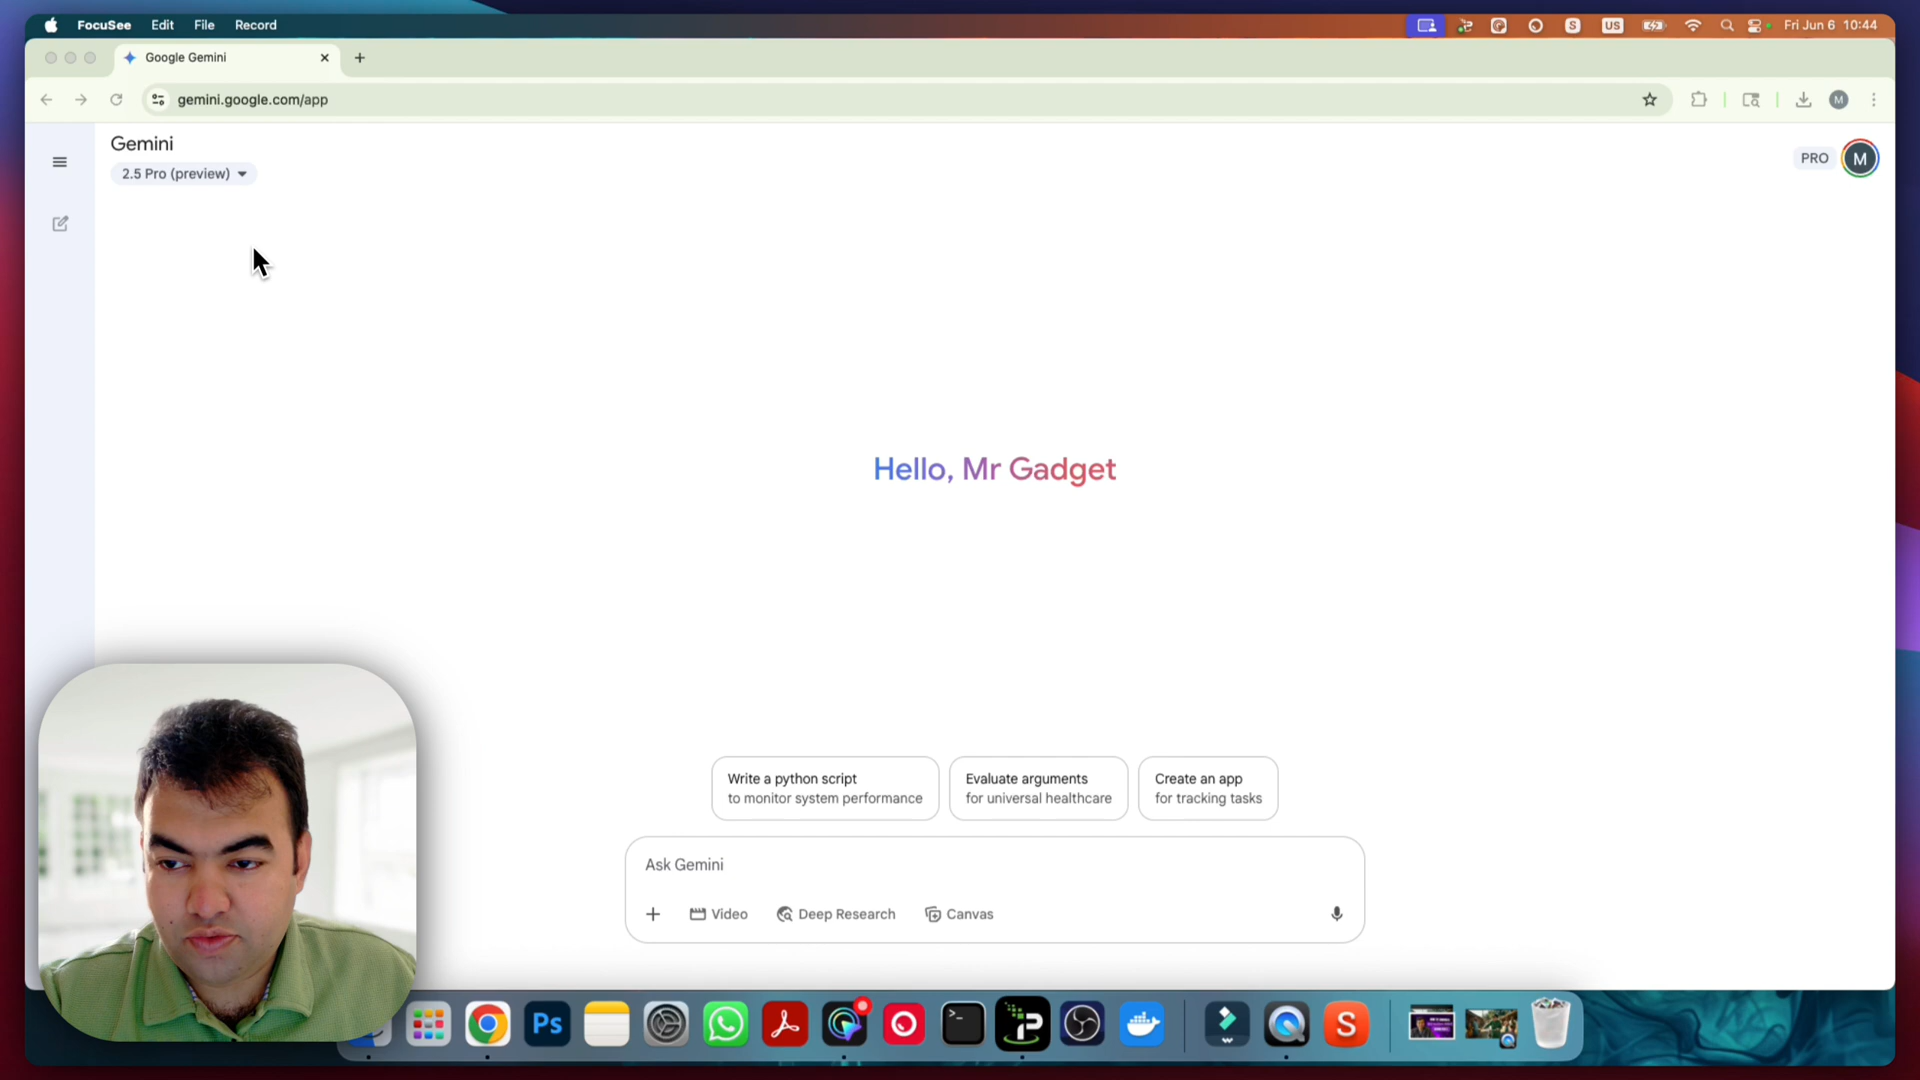 FocuSee Edit File Record
S US Fri Jun 6 10:44
Google Gemini
gemini.google.com/app
M
Gemini
2.5 Pro (preview)
PRO M
Hello, Mr Gadget
Write a python script
to monitor system performance
Evaluate arguments
for universal healthcare
Create an app
for tracking tasks
Ask Gemini
Video Deep Research Canvas
Ps
S